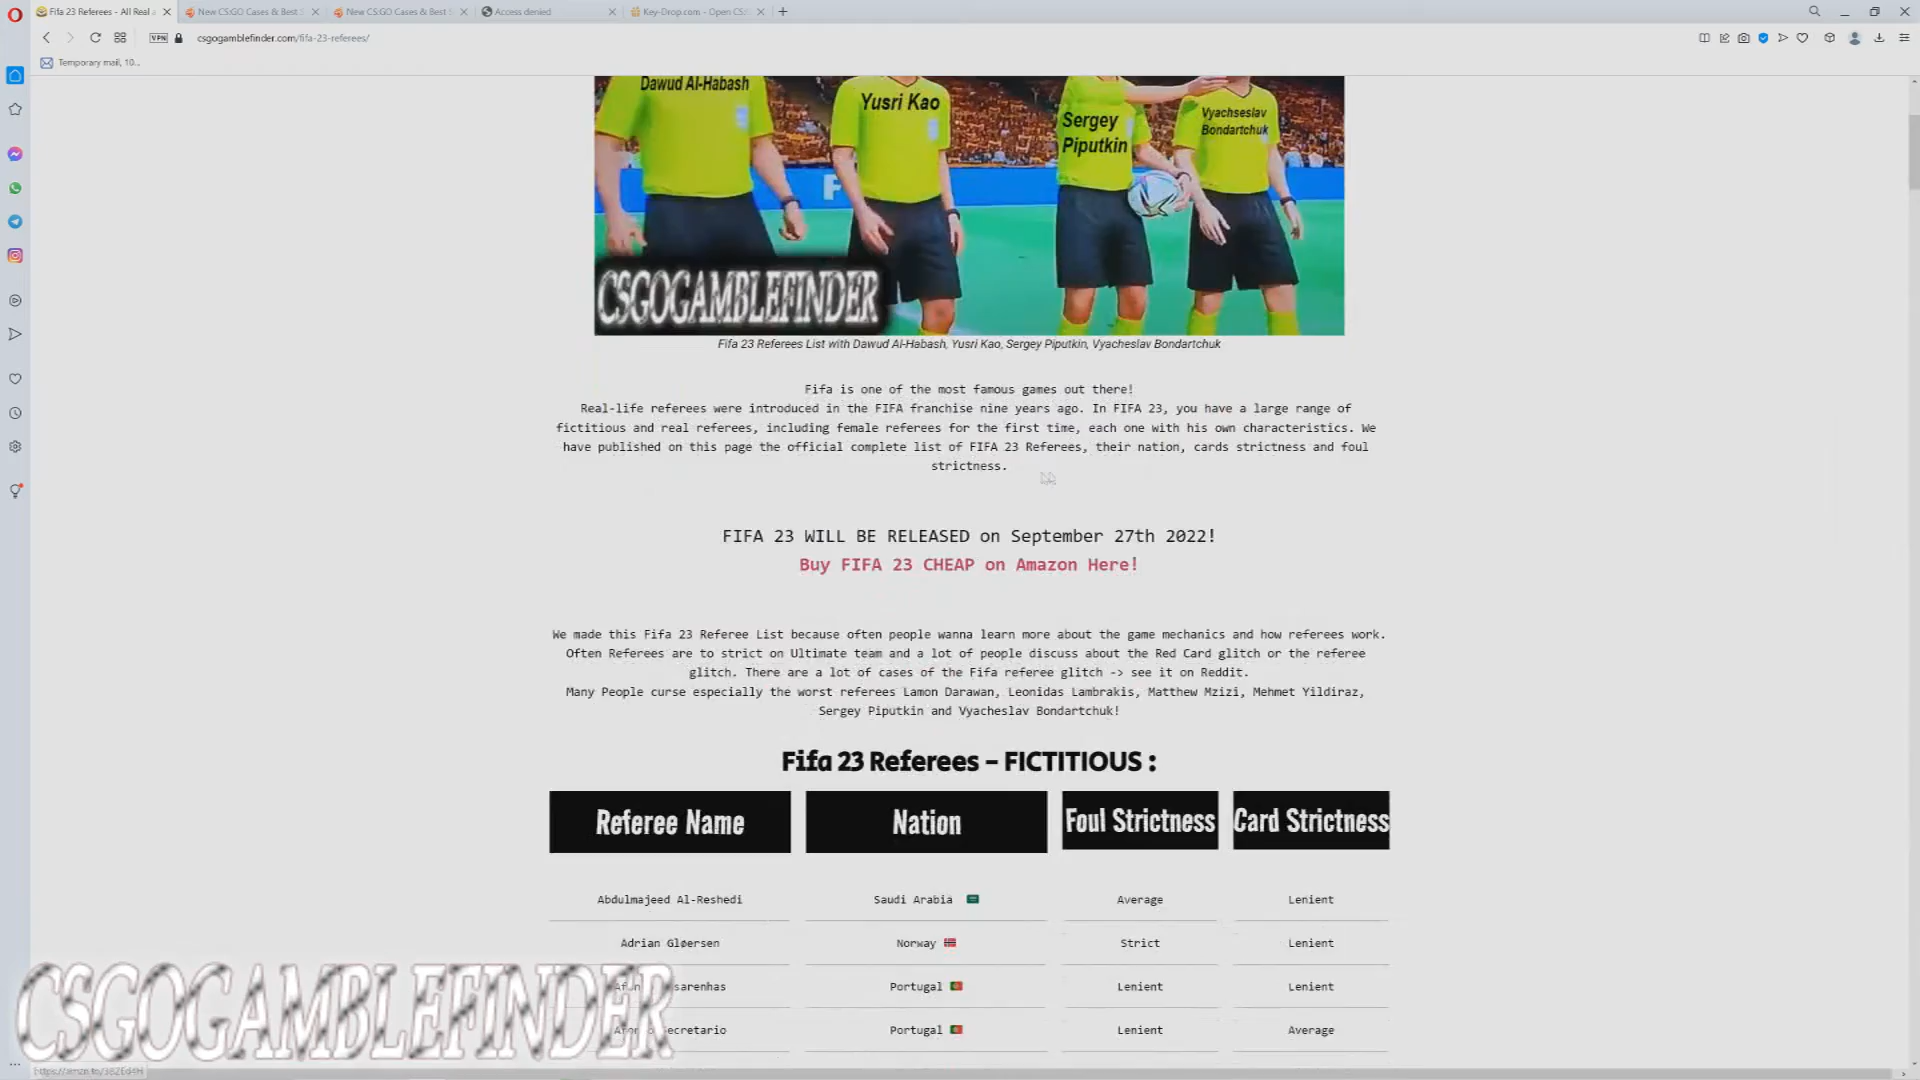 Fifa 23 Referees - All Real a
New CS:GO Cases & Best S
New CS:GO Cases & Best S
Access denied
Key-Drop.com - Open CS:
VPN
csgogamblefinder.com/fifa-23-referees/
Temporary mail, 10...
Dawud Al-Habash
Yusri Kao
Sergey
Piputkin
Vyachseslav
Bondartchuk
F
CSGOGAMBLEFINDER
Fifa 23 Referees List with Dawud Al-Habash, Yusri Kao, Sergey Piputkin, Vyacheslav Bondartchuk
Fifa is one of the most famous games out there!
Real-life referees were introduced in the FIFA franchise nine years ago. In FIFA 23, you have a large range of
fictitious and real referees, including female referees for the first time, each one with his own characteristics. We
have published on this page the official complete list of FIFA 23 Referees, their nation, cards strictness and foul
strictness.
FIFA 23 WILL BE RELEASED on September 27th 2022!
Buy FIFA 23 CHEAP on Amazon Here!
We made this Fifa 23 Referee List because often people wanna learn more about the game mechanics and how referees work.
Often Referees are to strict on Ultimate team and a lot of people discuss about the Red Card glitch or the referee
glitch. There are a lot of cases of the Fifa referee glitch -> see it on Reddit.
Many People curse especially the worst referees Lamon Darawan, Leonidas Lambrakis, Matthew Mzizi, Mehmet Yildiraz,
Sergey Piputkin and Vyacheslav Bondartchuk!
Fifa 23 Referees – FICTITIOUS :
Referee Name Nation Foul Strictness Card Strictness
Abdulmajeed Al-Reshedi Saudi Arabia Average Lenient
Adrian Gløersen Norway Strict Lenient
Portugal Lenient Lenient
Secretario Portugal Lenient Average
CSGOGAMBLEFINDER